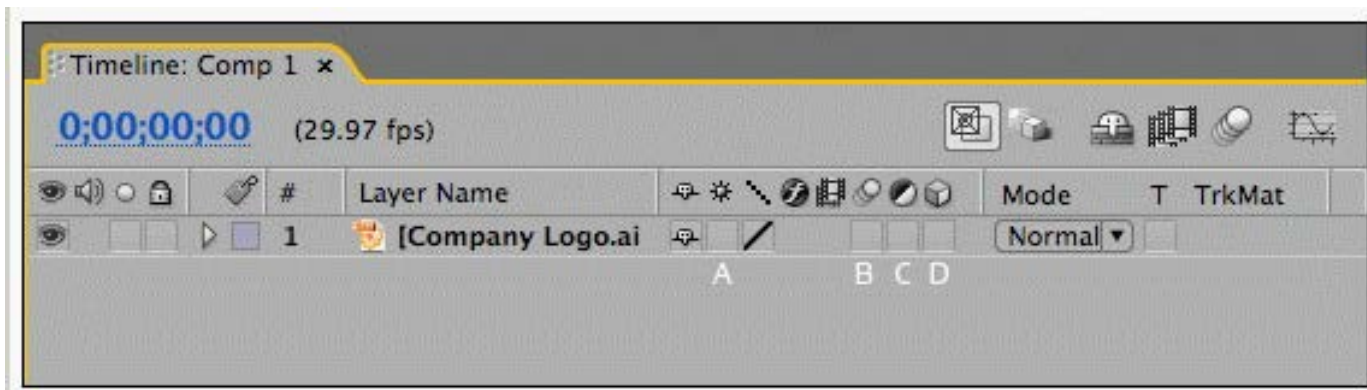 Timeline: Comp 1 ×
0;00;00;00 (29.97 fps)
# Layer Name Mode T TrkMat
1 [Company Logo.ai Normal
A B C D